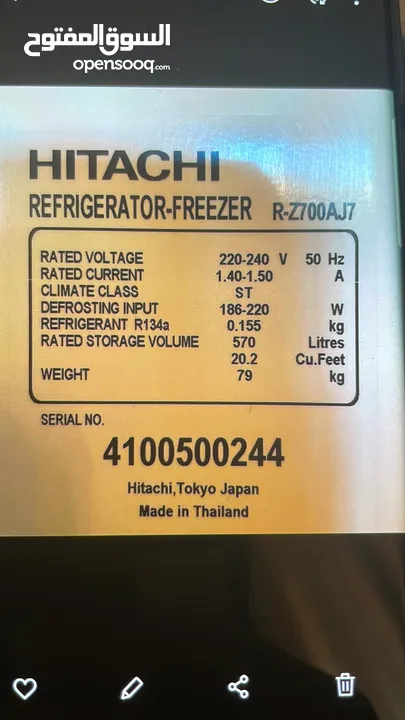 السوق المفتوح
opensooq.com
HITACHI
REFRIGERATOR-FREEZER R-Z700AJ7
RATED VOLTAGE 220-240 V 50 Hz
RATED CURRENT 1.40-1.50 A
CLIMATE CLASS ST
DEFROSTING INPUT 186-220 W
REFRIGERANT R134a 0.155 kg
RATED STORAGE VOLUME 570 Litres
20.2 Cu.Feet
WEIGHT 79 kg
SERIAL NO.
4100500244
Hitachi,Tokyo Japan
Made in Thailand